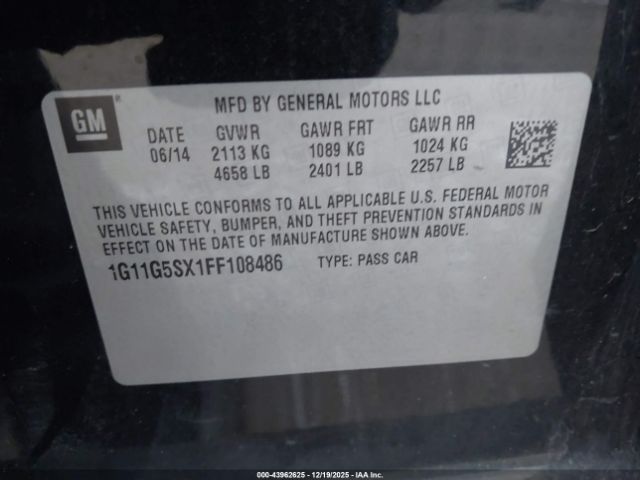 GM
MFD BY GENERAL MOTORS LLC
DATE GVWR GAWR FRT GAWR RR
06/14 2113 KG 1089 KG 1024 KG
4658 LB 2401 LB 2257 LB
THIS VEHICLE CONFORMS TO ALL APPLICABLE U.S. FEDERAL MOTOR
VEHICLE SAFETY, BUMPER, AND THEFT PREVENTION STANDARDS IN
EFFECT ON THE DATE OF MANUFACTURE SHOWN ABOVE.
1G11G5SX1FF108486 TYPE: PASS CAR
000-43962625 - 12/19/2025 - IAA Inc.